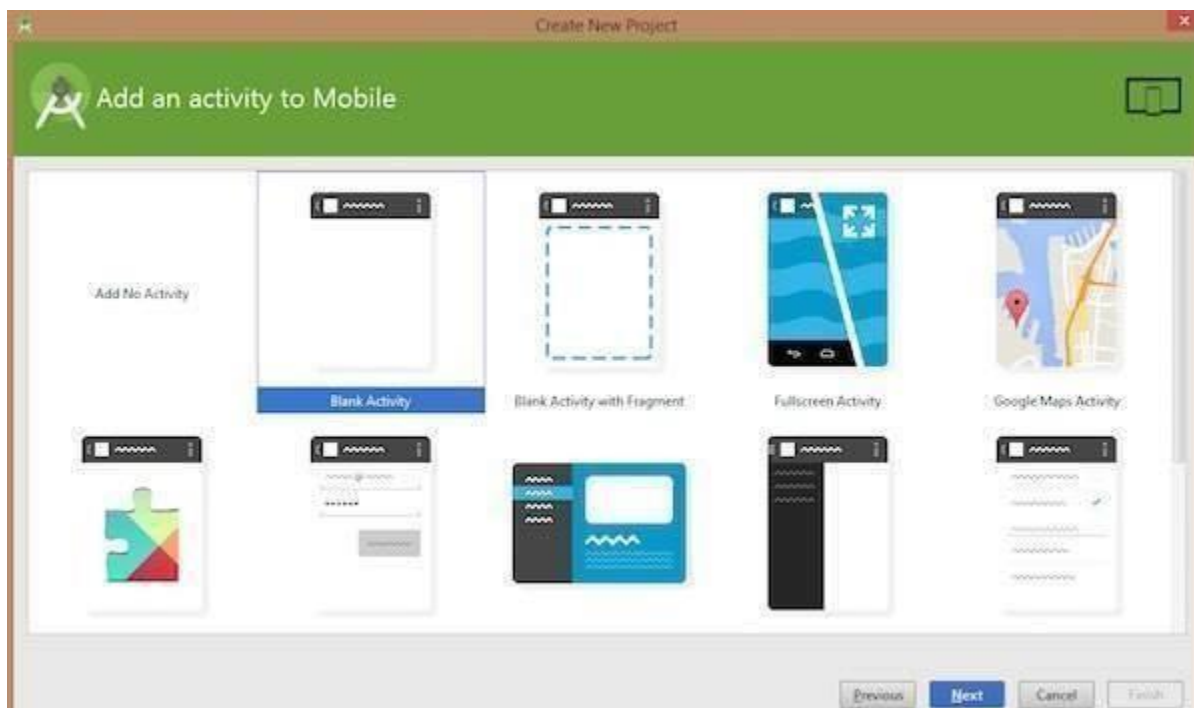 Create New Project
Add an activity to Mobile
Add No Activity
Blank Activity
Blank Activity with Fragment
Fullscreen Activity
Google Maps Activity
Previous
Next
Cancel
Finish